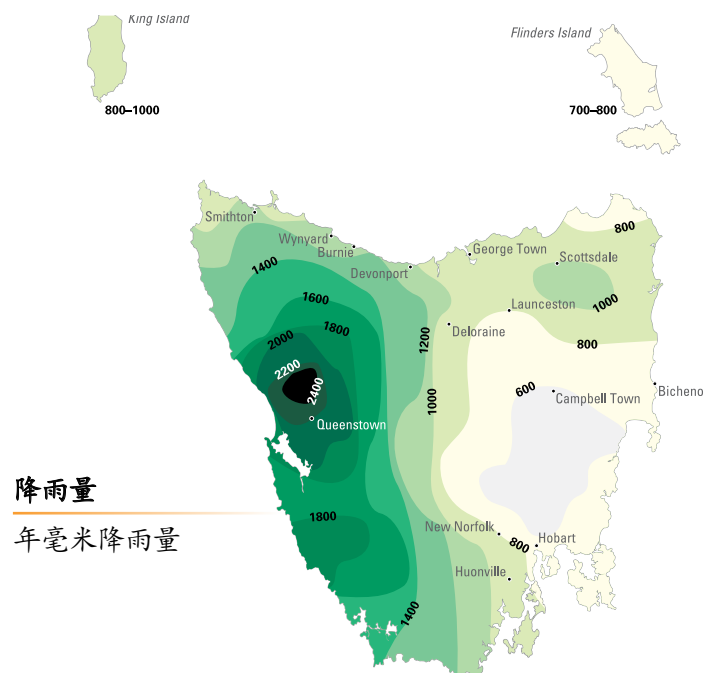 King Island
Flinders Island
800–1000
700–800
Smithton
800
Wynyard
Burnie
George Town
Scottsdale
1400
Devonport
1600
1000
Launceston
1800
2000
1200
Deloraine
800
2200
2400
600
1000
Campbell Town
Bicheno
Queenstown
降雨量
1800
年毫米降雨量
New Norfolk
800
Hobart
Huonville
1400